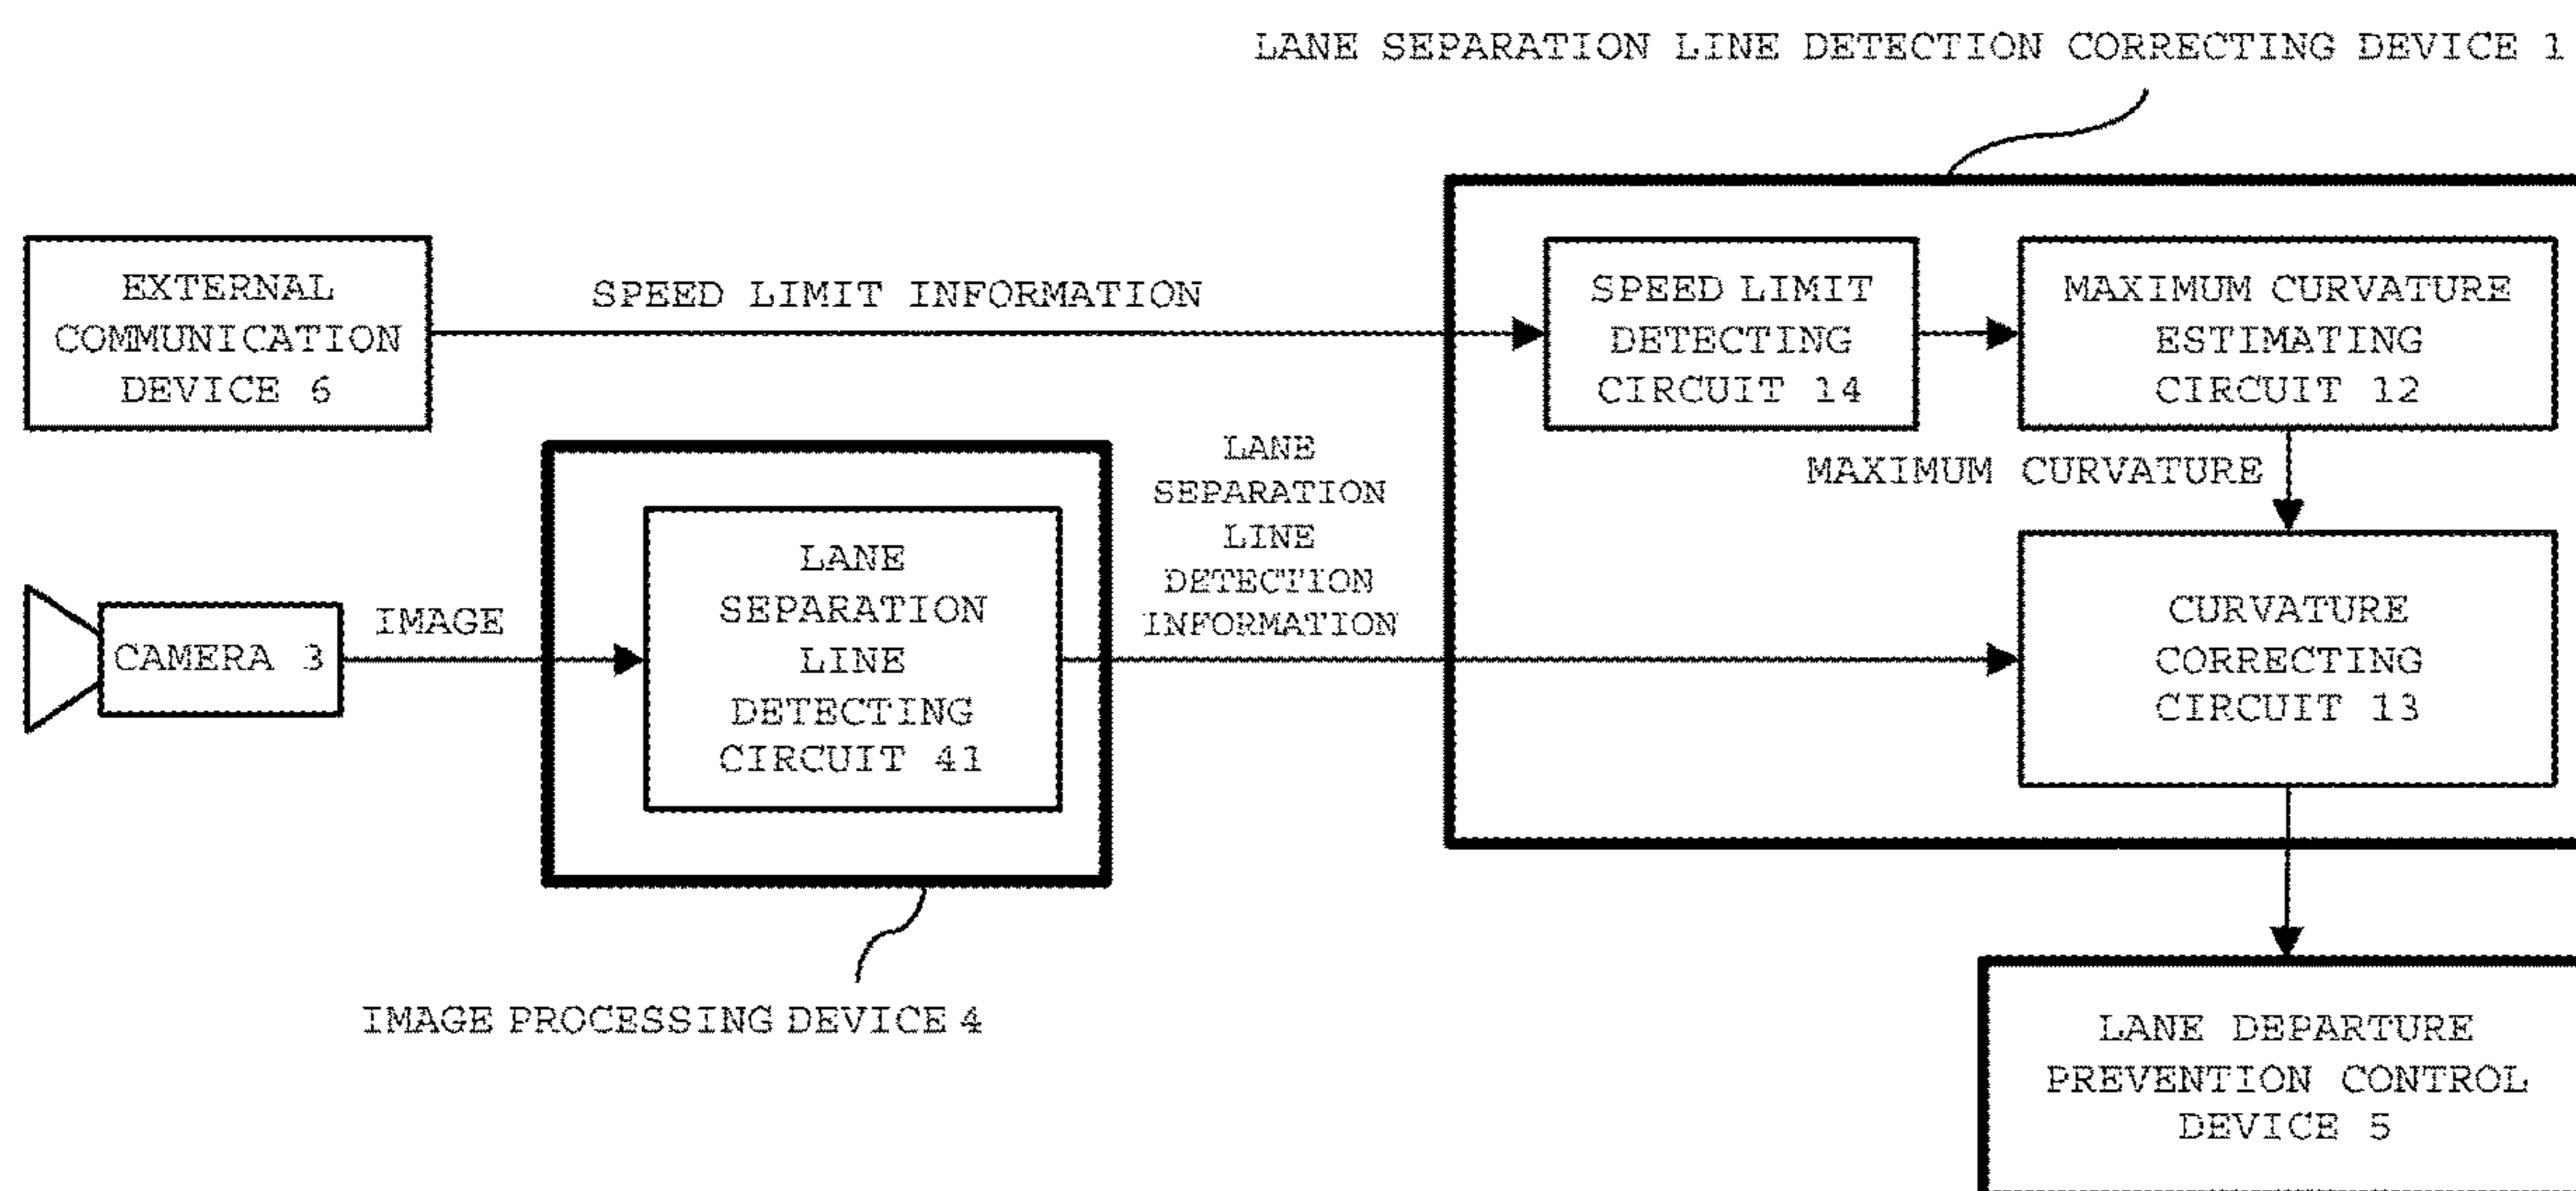 LANE SEPARATION LINE DETECTION CORRECTING DEVICE 1
EXTERNAL
COMMUNICATION
DEVICE 6
SPEED LIMIT INFORMATION
SPEED LIMIT
DETECTING
CIRCUIT 14
MAXIMUM CURVATURE
ESTIMATING
CIRCUIT 12
MAXIMUM CURVATURE
CAMERA 3
IMAGE
LANE
SEPARATION
LINE
DETECTING
CIRCUIT 41
LANE
SEPARATION
LINE
DETECTION
INFORMATION
CURVATURE
CORRECTING
CIRCUIT 13
IMAGE PROCESSING DEVICE 4
LANE DEPARTURE
PREVENTION CONTROL
DEVICE 5